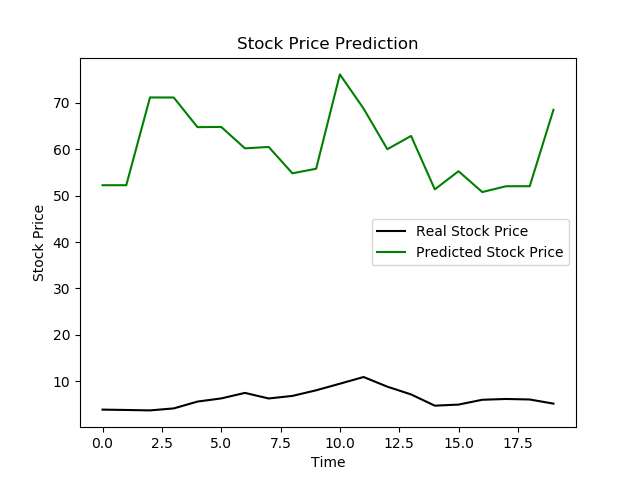 Stock Price Prediction
Stock Price
70
60
50
40
30
20
10
Real Stock Price
Predicted Stock Price
0.0 2.5 5.0 7.5 10.0 12.5 15.0 17.5
Time